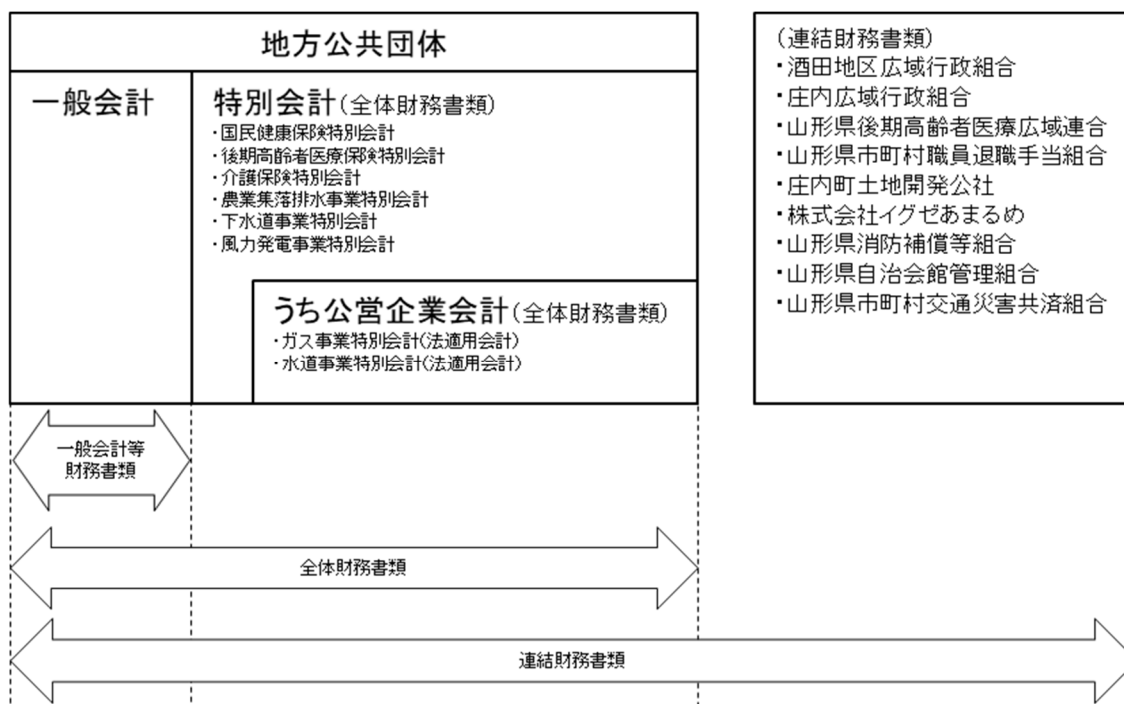 地方公共団体
一般会計
特別会計(全体財務書類)
・国民健康保険特別会計
・後期高齢者医療保険特別会計
・介護保険特別会計
・農業集落排水事業特別会計
・下水道事業特別会計
・風力発電事業特別会計
うち公営企業会計(全体財務書類)
・ガス事業特別会計(法適用会計)
・水道事業特別会計(法適用会計)
(連結財務書類)
・酒田地区広域行政組合
・庄内広域行政組合
・山形県後期高齢者医療広域連合
・山形県市町村職員退職手当組合
・庄内町土地開発公社
・株式会社イグゼあまるめ
・山形県消防補償等組合
・山形県自治会館管理組合
・山形県市町村交通災害共済組合
一般会計等
財務書類
全体財務書類
連結財務書類